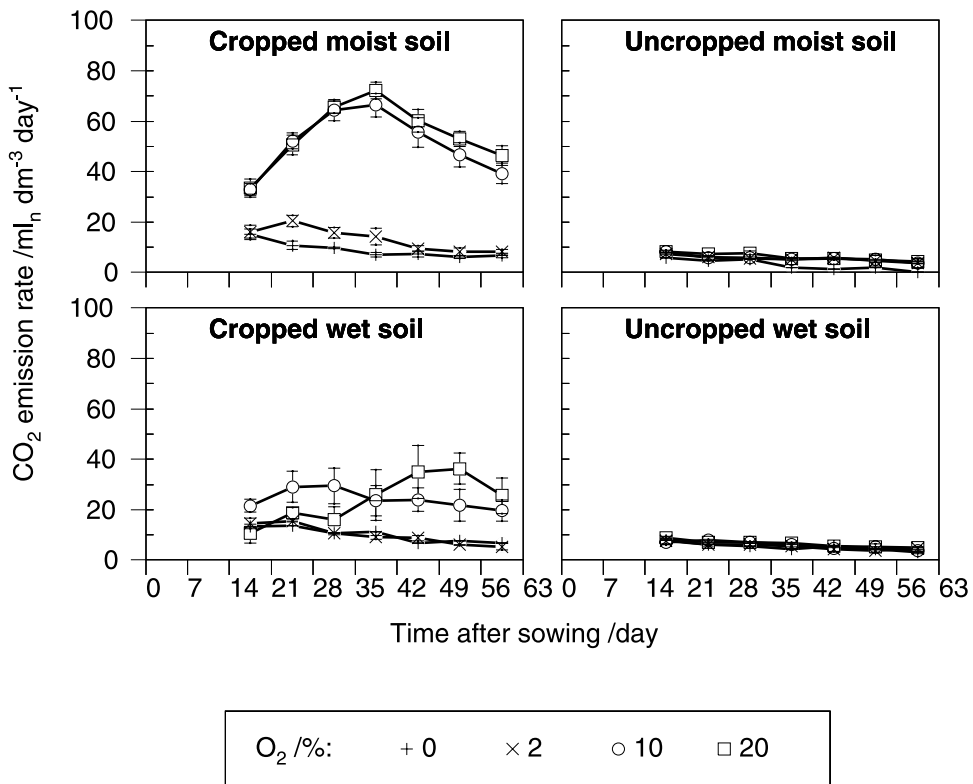 Cropped moist soil
Uncropped moist soil
100
80
60
40
20
0
Cropped wet soil
Uncropped wet soil
100
80
60
40
20
0
0 7 14 21 28 35 42 49 56 63
0 7 14 21 28 35 42 49 56 63
CO2 emission rate /mln dm-3 day-1
Time after sowing /day
O2 /%: + 0 × 2 ○ 10 □ 20